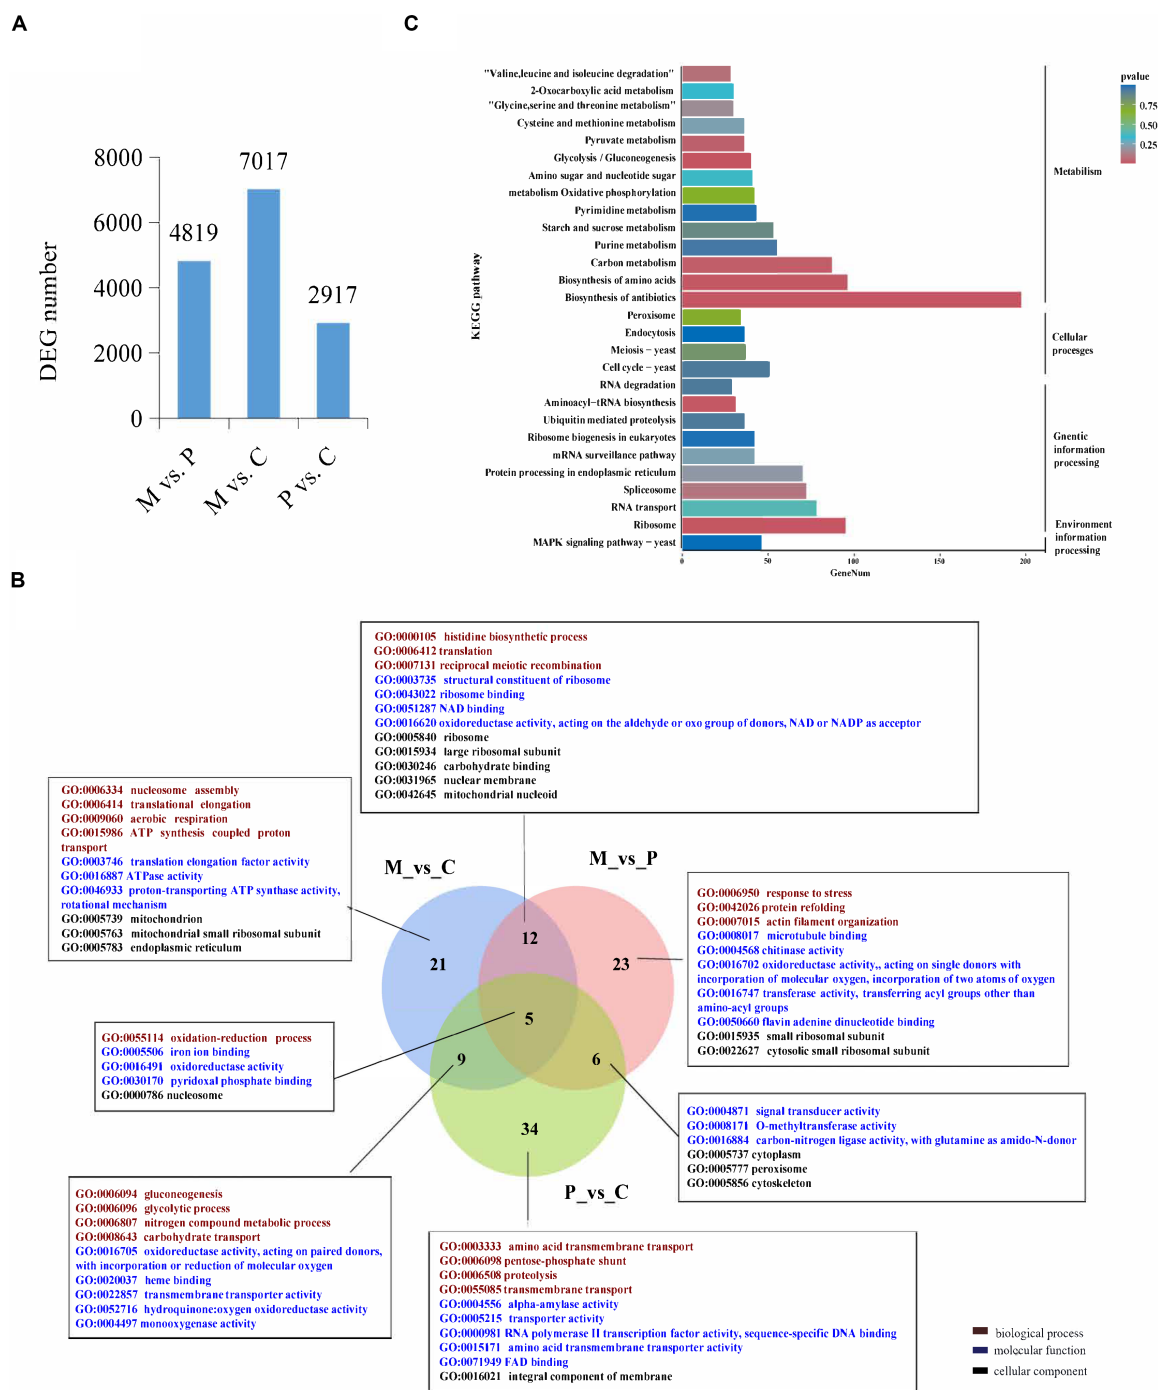 A
8000
6000
4000
2000
0
4819
7017
2917
DEG number
M vs. P
M vs. C
P vs. C
C
KEGG pathway
"Valine,leucine and isoleucine degradation"
2-Oxocarboxylic acid metabolism
"Glycine,serine and threonine metabolism"
Cysteine and methionine metabolism
Pyruvate metabolism
Glycolysis / Gluconeogenesis
Amino sugar and nucleotide sugar
metabolism Oxidative phosphorylation
Pyrimidine metabolism
Starch and sucrose metabolism
Purine metabolism
Carbon metabolism
Biosynthesis of amino acids
Biosynthesis of antibiotics
Peroxisome
Endocytosis
Meiosis − yeast
Cell cycle − yeast
RNA degradation
Aminoacyl−tRNA biosynthesis
Ubiquitin mediated proteolysis
Ribosome biogenesis in eukaryotes
mRNA surveillance pathway
Protein processing in endoplasmic reticulum
Spliceosome
RNA transport
Ribosome
MAPK signaling pathway − yeast
0 50 100 150 200
GeneNum
Metabilism
Cellular
procesges
Gnentic
information
processing
Environment
information
processing
pvalue
0.75
0.50
0.25
B
GO:0000105 histidine biosynthetic process
GO:0006412 translation
GO:0007131 reciprocal meiotic recombination
GO:0003735 structural constituent of ribosome
GO:0043022 ribosome binding
GO:0051287 NAD binding
GO:0016620 oxidoreductase activity, acting on the aldehyde or oxo group of donors, NAD or NADP as acceptor
GO:0005840 ribosome
GO:0015934 large ribosomal subunit
GO:0030246 carbohydrate binding
GO:0031965 nuclear membrane
GO:0042645 mitochondrial nucleoid
GO:0006334 nucleosome assembly
GO:0006414 translational elongation
GO:0009060 aerobic respiration
GO:0015986 ATP synthesis coupled proton
transport
GO:0003746 translation elongation factor activity
GO:0016887 ATPase activity
GO:0046933 proton-transporting ATP synthase activity,
rotational mechanism
GO:0005739 mitochondrion
GO:0005763 mitochondrial small ribosomal subunit
GO:0005783 endoplasmic reticulum
M_vs_C
M_vs_P
12
21
23
5
9
6
34
P_vs_C
GO:0006950 response to stress
GO:0042026 protein refolding
GO:0007015 actin filament organization
GO:0008017 microtubule binding
GO:0004568 chitinase activity
GO:0016702 oxidoreductase activity,, acting on single donors with
incorporation of molecular oxygen, incorporation of two atoms of oxygen
GO:0016747 transferase activity, transferring acyl groups other than
amino-acyl groups
GO:0050660 flavin adenine dinucleotide binding
GO:0015935 small ribosomal subunit
GO:0022627 cytosolic small ribosomal subunit
GO:0055114 oxidation-reduction process
GO:0005506 iron ion binding
GO:0016491 oxidoreductase activity
GO:0030170 pyridoxal phosphate binding
GO:0000786 nucleosome
GO:0004871 signal transducer activity
GO:0008171 O-methyltransferase activity
GO:0016884 carbon-nitrogen ligase activity, with glutamine as amido-N-donor
GO:0005737 cytoplasm
GO:0005777 peroxisome
GO:0005856 cytoskeleton
GO:0006094 gluconeogenesis
GO:0006096 glycolytic process
GO:0006807 nitrogen compound metabolic process
GO:0008643 carbohydrate transport
GO:0016705 oxidoreductase activity, acting on paired donors,
with incorporation or reduction of molecular oxygen
GO:0020037 heme binding
GO:0022857 transmembrane transporter activity
GO:0052716 hydroquinone:oxygen oxidoreductase activity
GO:0004497 monooxygenase activity
GO:0003333 amino acid transmembrane transport
GO:0006098 pentose-phosphate shunt
GO:0006508 proteolysis
GO:0055085 transmembrane transport
GO:0004556 alpha-amylase activity
GO:0005215 transporter activity
GO:0000981 RNA polymerase II transcription factor activity, sequence-specific DNA binding
GO:0015171 amino acid transmembrane transporter activity
GO:0071949 FAD binding
GO:0016021 integral component of membrane
biological process
molecular function
cellular component